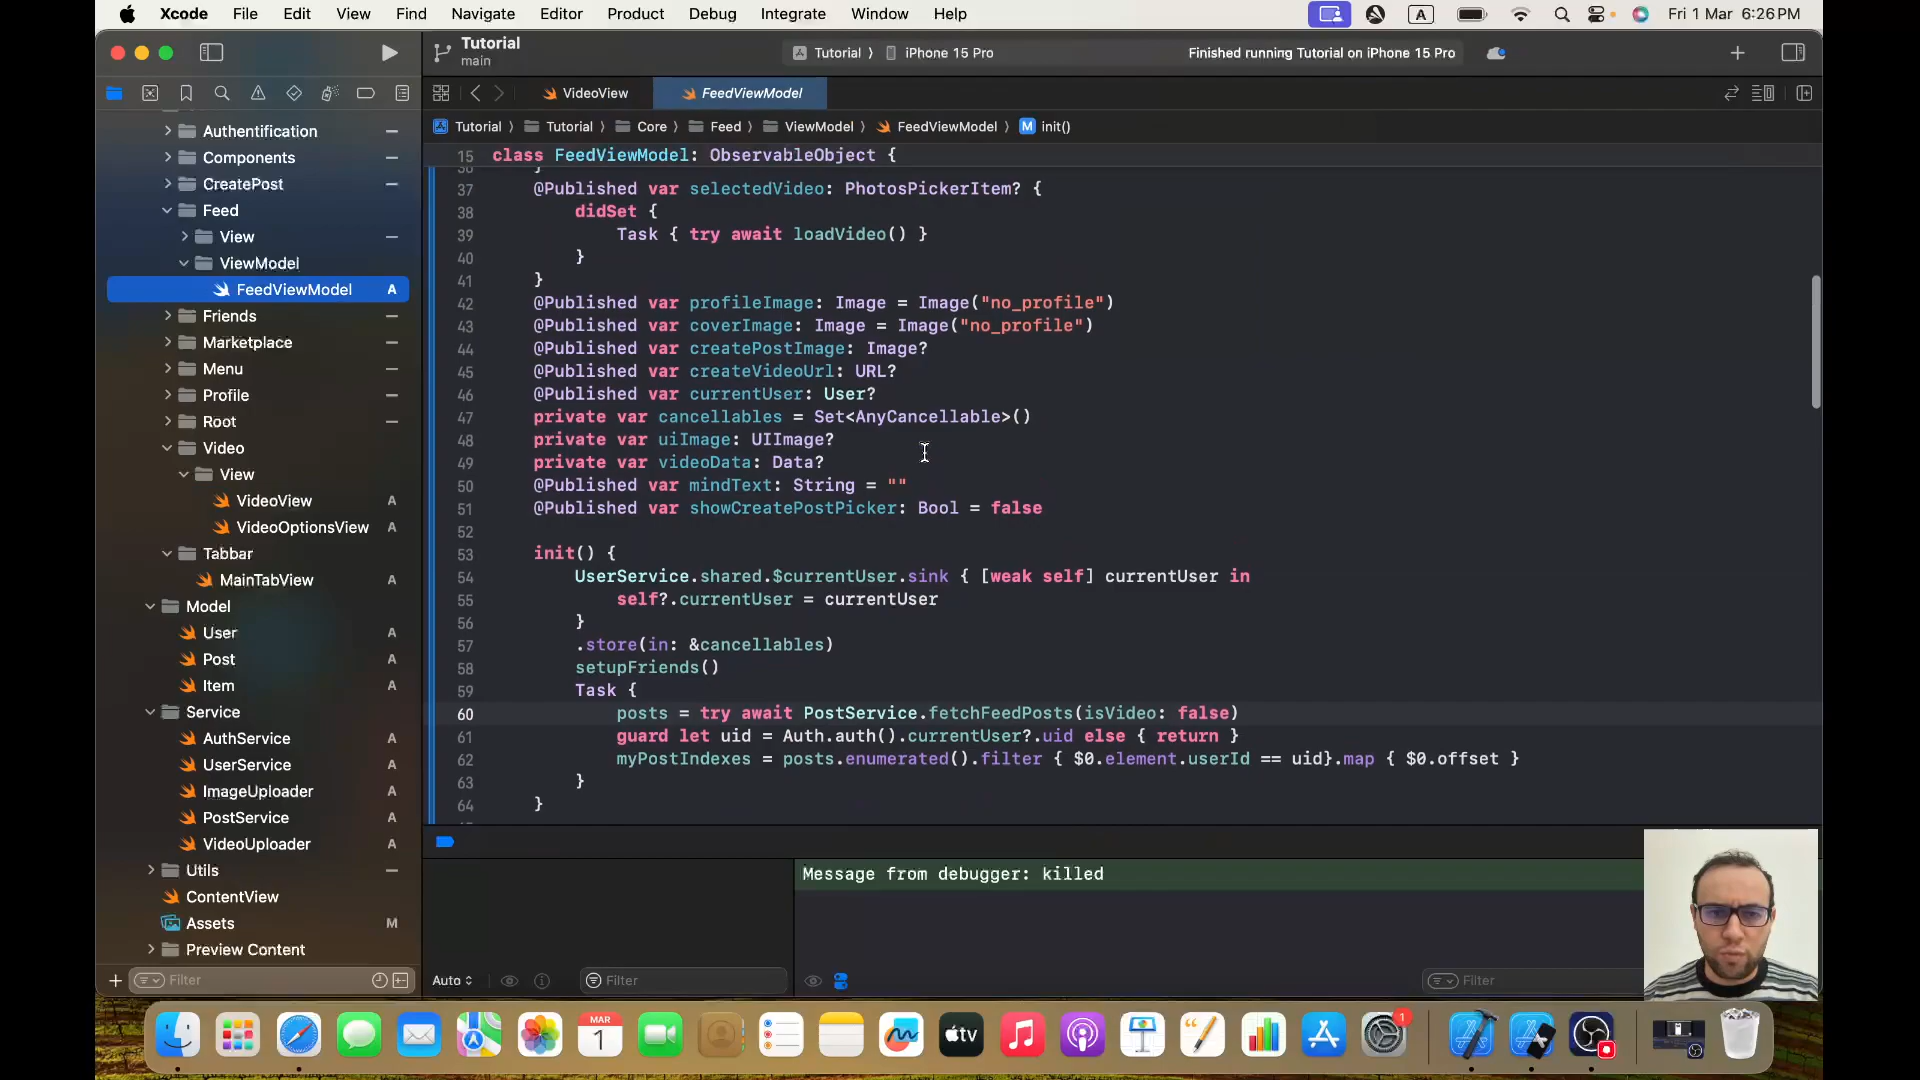 Xcode File Edit View Find Navigate Editor Product Debug Integrate Window Help A Fri 1 Mar 6:26 PM
Tutorial
main
Tutorial ⟩ iPhone 15 Pro Finished running Tutorial on iPhone 15 Pro
VideoView FeedViewModel
Tutorial ⟩ Tutorial ⟩ Core ⟩ Feed ⟩ ViewModel ⟩ FeedViewModel ⟩ M init()
Authentification
Components
CreatePost
Feed
View
ViewModel
FeedViewModel A
Friends
Marketplace
Menu
Profile
Root
Video
View
VideoView A
VideoOptionsView A
Tabbar
MainTabView A
Model
User A
Post A
Item A
Service
AuthService A
UserService A
ImageUploader A
PostService A
VideoUploader A
Utils
ContentView A
Assets M
Preview Content
Filter
15 class FeedViewModel: ObservableObject {
36 }
37 @Published var selectedVideo: PhotosPickerItem? {
38 didSet {
39 Task { try await loadVideo() }
40 }
41 }
42 @Published var profileImage: Image = Image("no_profile")
43 @Published var coverImage: Image = Image("no_profile")
44 @Published var createPostImage: Image?
45 @Published var createVideoUrl: URL?
46 @Published var currentUser: User?
47 private var cancellables = Set<AnyCancellable>()
48 private var uiImage: UIImage?
49 private var videoData: Data?
50 @Published var mindText: String = ""
51 @Published var showCreatePostPicker: Bool = false
52
53 init() {
54 UserService.shared.$currentUser.sink { [weak self] currentUser in
55 self?.currentUser = currentUser
56 }
57 .store(in: &cancellables)
58 setupFriends()
59 Task {
60 posts = try await PostService.fetchFeedPosts(isVideo: false)
61 guard let uid = Auth.auth().currentUser?.uid else { return }
62 myPostIndexes = posts.enumerated().filter { $0.element.userId == uid}.map { $0.offset }
63 }
64 }
Message from debugger: killed
Auto Filter Filter
MAR
1
tv
1